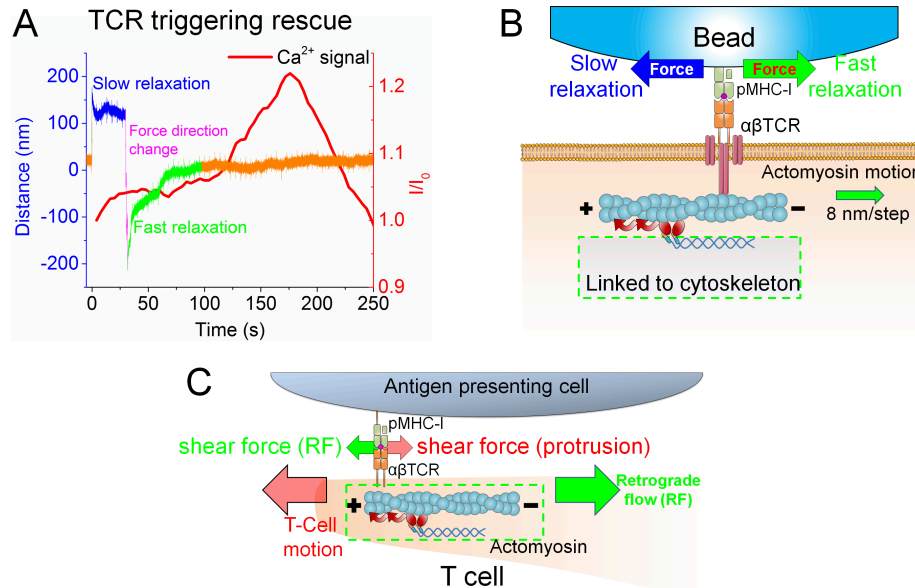 A
TCR triggering rescue
Ca²⁺ signal
Slow relaxation
Force direction
change
Fast relaxation
200
100
0
-100
-200
Distance (nm)
1.2
1.1
1.0
0.9
I/I₀
0
50
100
150
200
250
Time (s)
B
Bead
Slow
relaxation
Force
Force
Fast
relaxation
pMHC-I
αβTCR
Actomyosin motion
8 nm/step
+
-
Linked to cytoskeleton
C
Antigen presenting cell
pMHC-I
shear force (RF)
shear force (protrusion)
αβTCR
+
-
Retrograde
flow (RF)
T-Cell
motion
Actomyosin
T cell